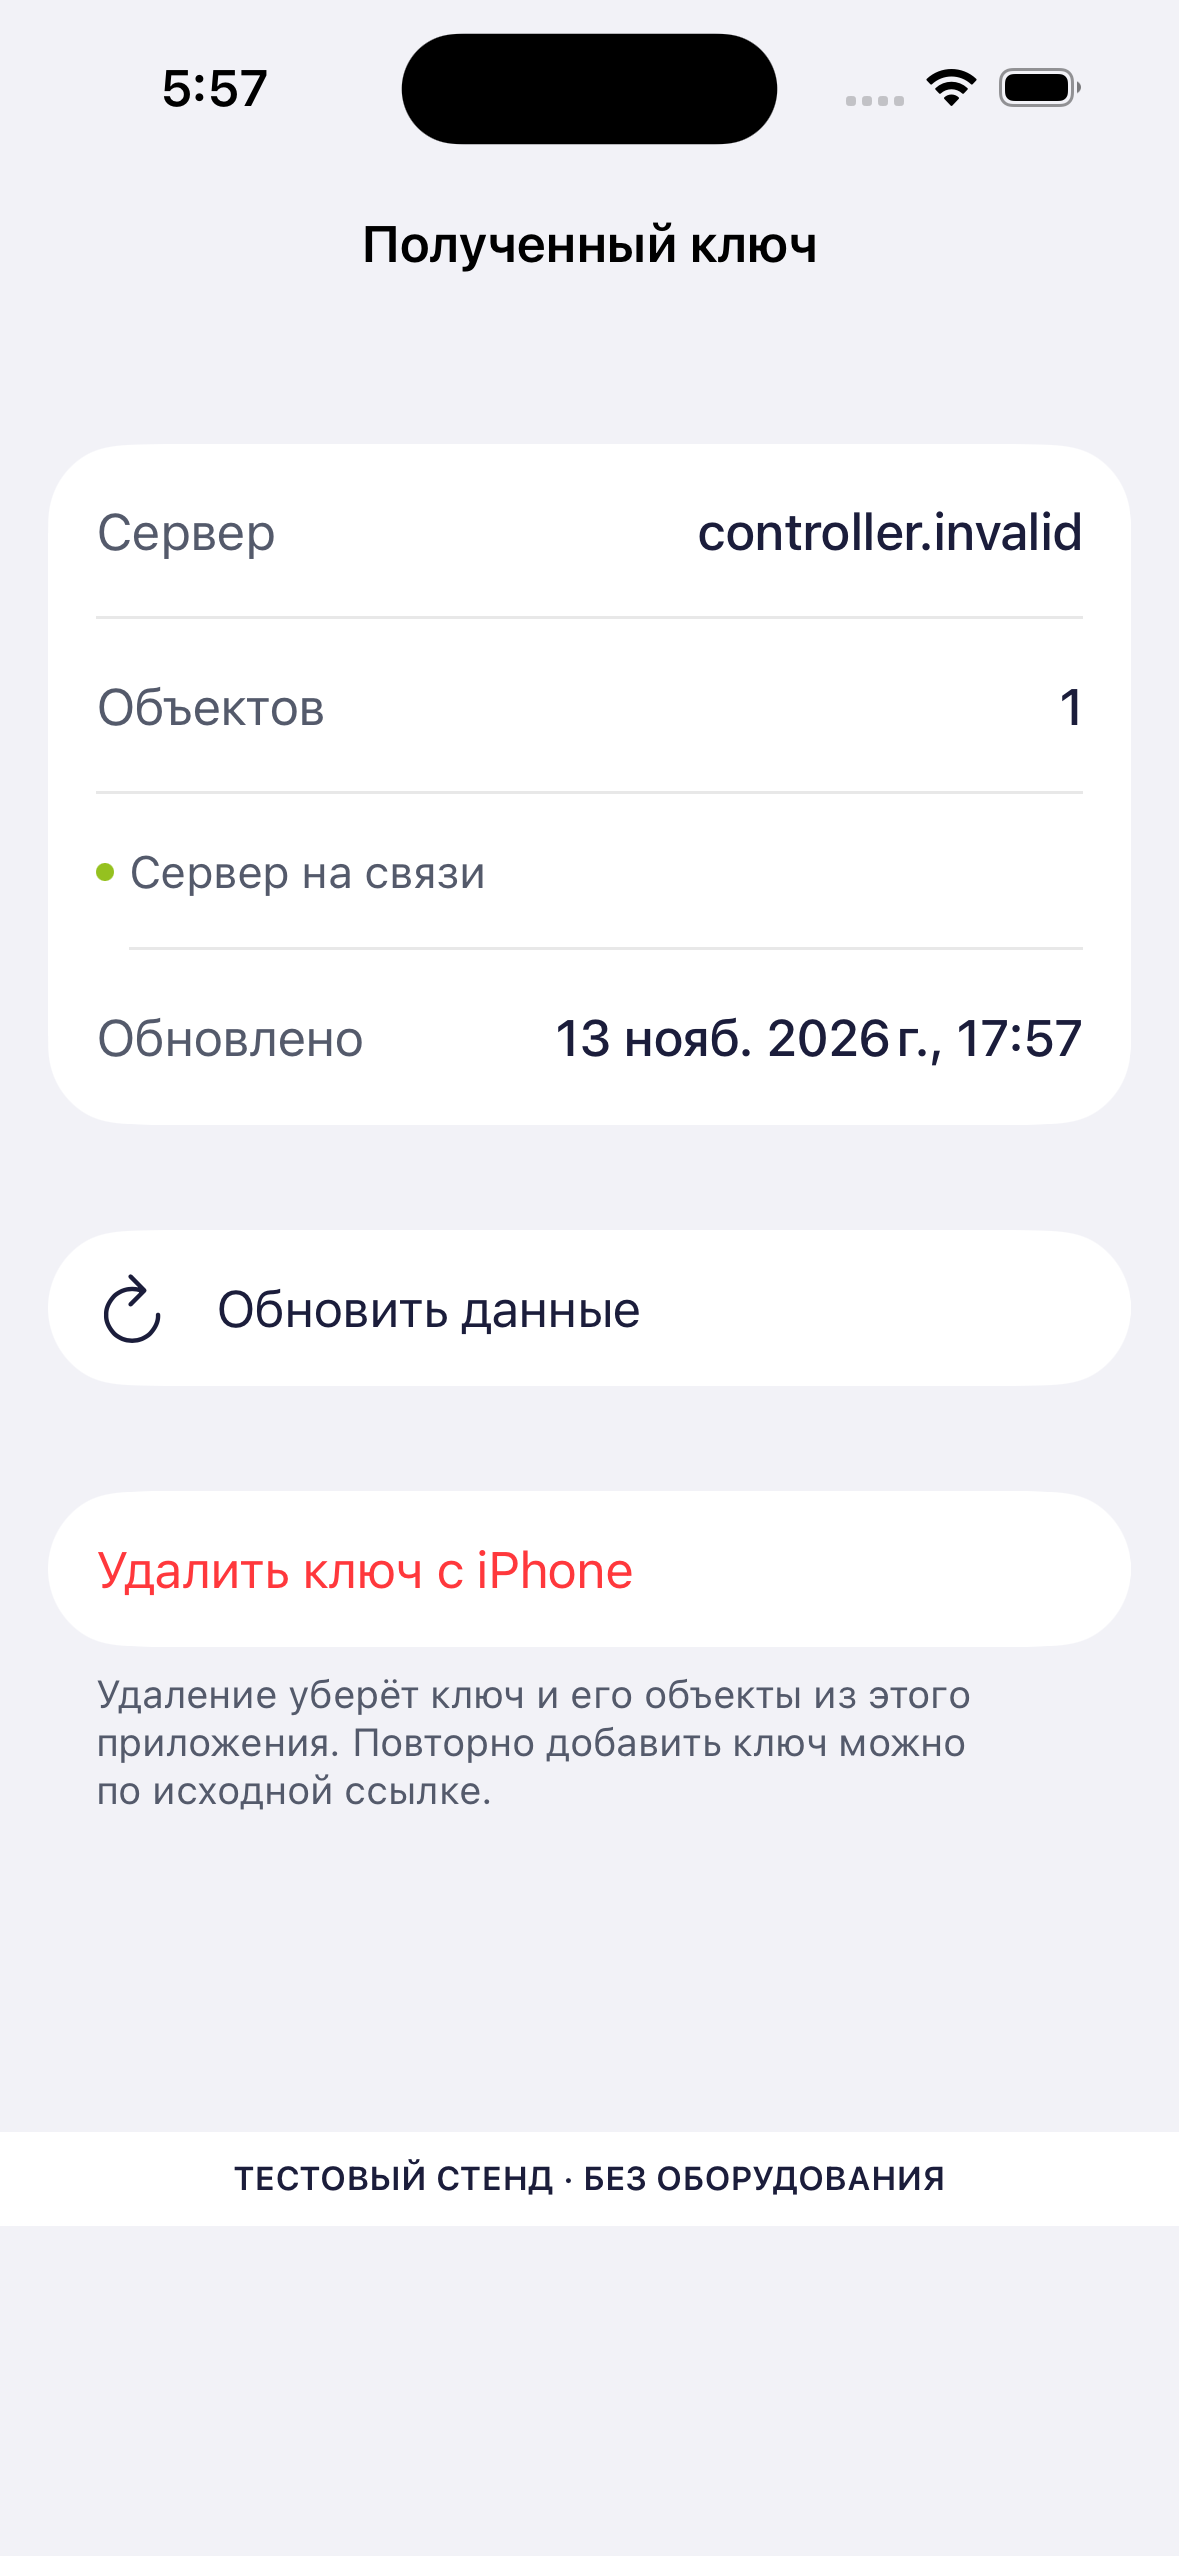 5:57
Полученный ключ
Сервер controller.invalid
Объектов 1
Сервер на связи
Обновлено 13 нояб. 2026 г., 17:57
Обновить данные
Удалить ключ с iPhone
Удаление уберёт ключ и его объекты из этого
приложения. Повторно добавить ключ можно
по исходной ссылке.
ТЕСТОВЫЙ СТЕНД · БЕЗ ОБОРУДОВАНИЯ